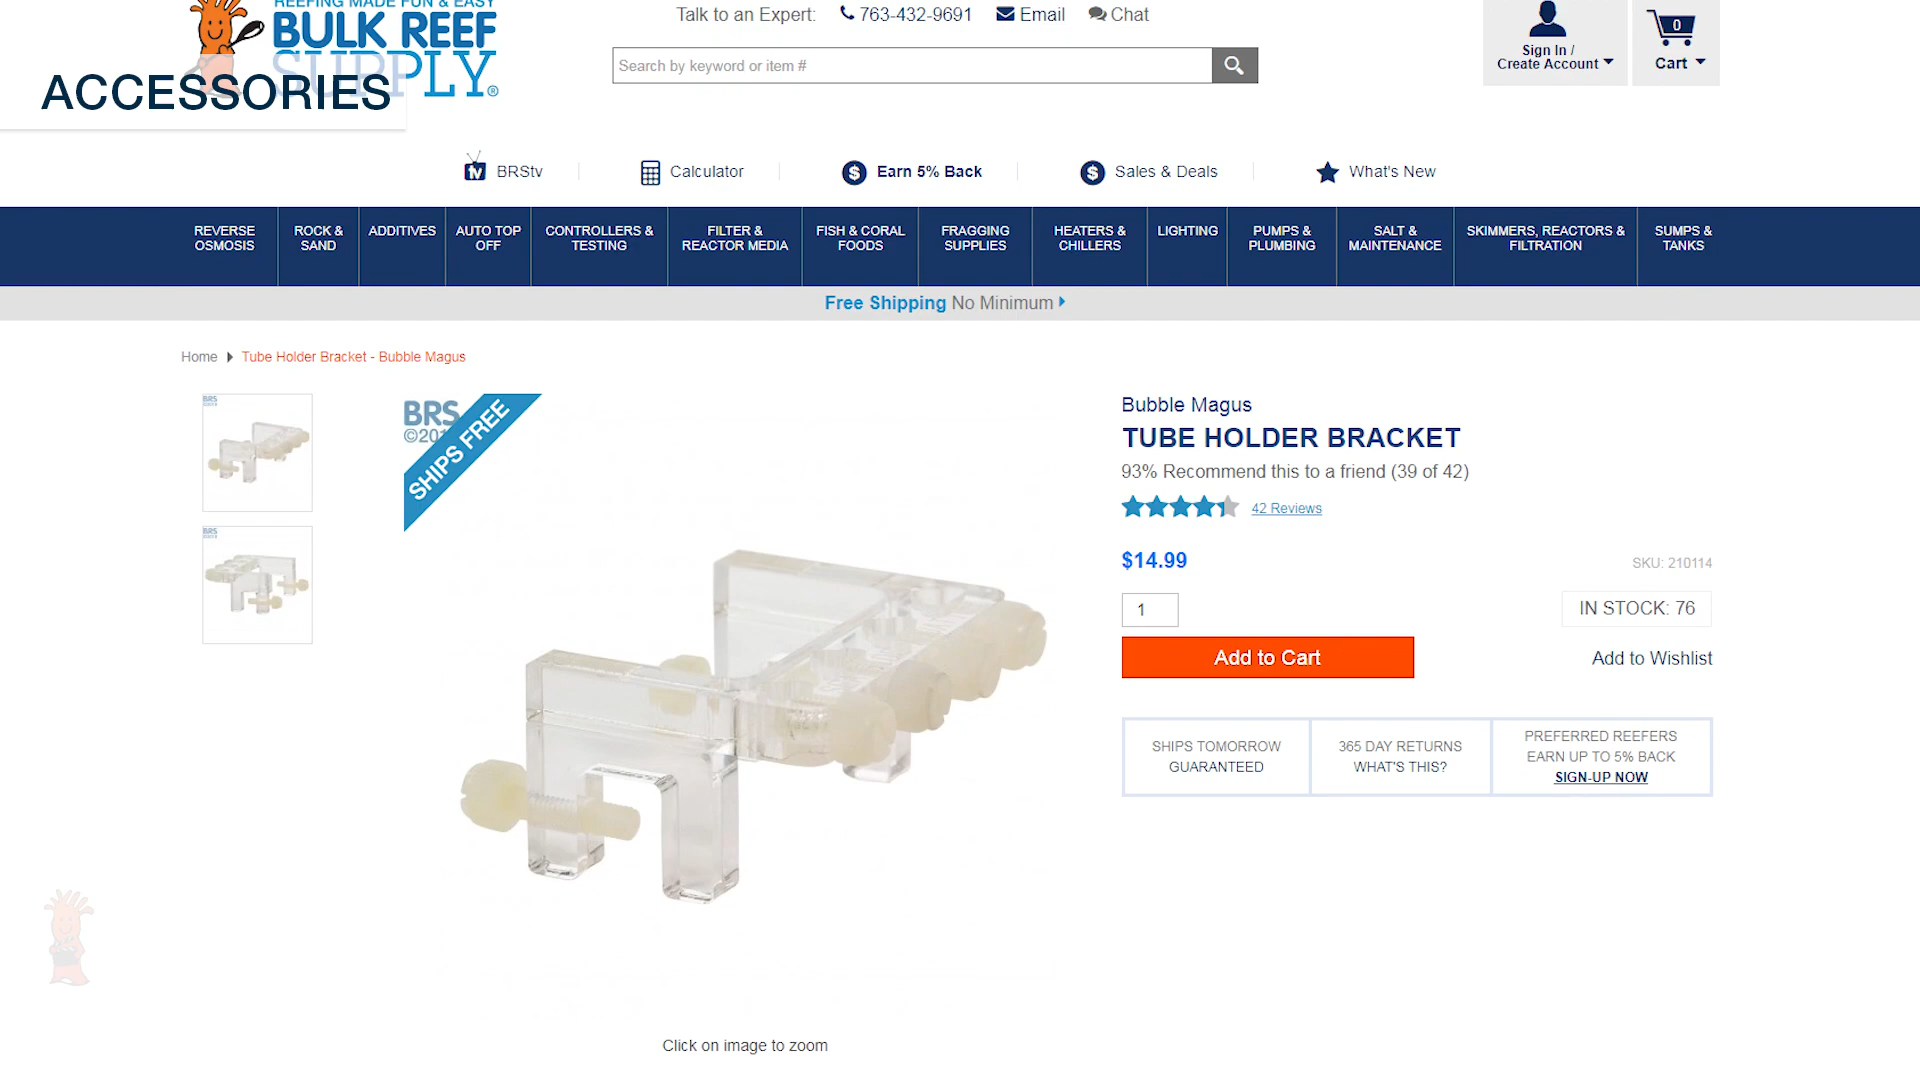 REEFING MADE FUN & EASY
BULK REEF
SUPPLY®
ACCESSORIES
Talk to an Expert: 763-432-9691 Email Chat
Search by keyword or item #
Sign In /
Create Account
0
Cart
BRStv
Calculator
Earn 5% Back
Sales & Deals
What's New
REVERSE
OSMOSIS
ROCK &
SAND
ADDITIVES
AUTO TOP
OFF
CONTROLLERS &
TESTING
FILTER &
REACTOR MEDIA
FISH & CORAL
FOODS
FRAGGING
SUPPLIES
HEATERS &
CHILLERS
LIGHTING
PUMPS &
PLUMBING
SALT &
MAINTENANCE
SKIMMERS, REACTORS &
FILTRATION
SUMPS &
TANKS
Free Shipping No Minimum
Home Tube Holder Bracket - Bubble Magus
BRS
BRS
BRS
SHIPS FREE
Bubble Magus
TUBE HOLDER BRACKET
93% Recommend this to a friend (39 of 42)
42 Reviews
$14.99
SKU: 210114
1
IN STOCK: 76
Add to Cart
Add to Wishlist
SHIPS TOMORROW
GUARANTEED
365 DAY RETURNS
WHAT'S THIS?
PREFERRED REEFERS
EARN UP TO 5% BACK
SIGN-UP NOW
Click on image to zoom